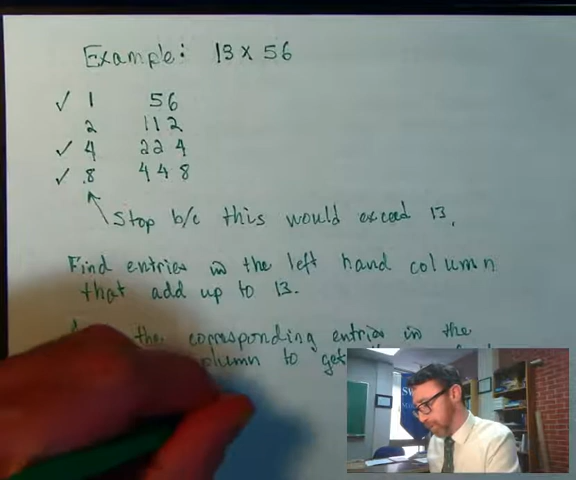 Example: 13 x 56
✓ 1 56
2 112
✓ 4 224
✓ 8 448
Stop b/c this would exceed 13.
Find entries in the left hand column
that add up to 13.
the corresponding entries in the
column to get